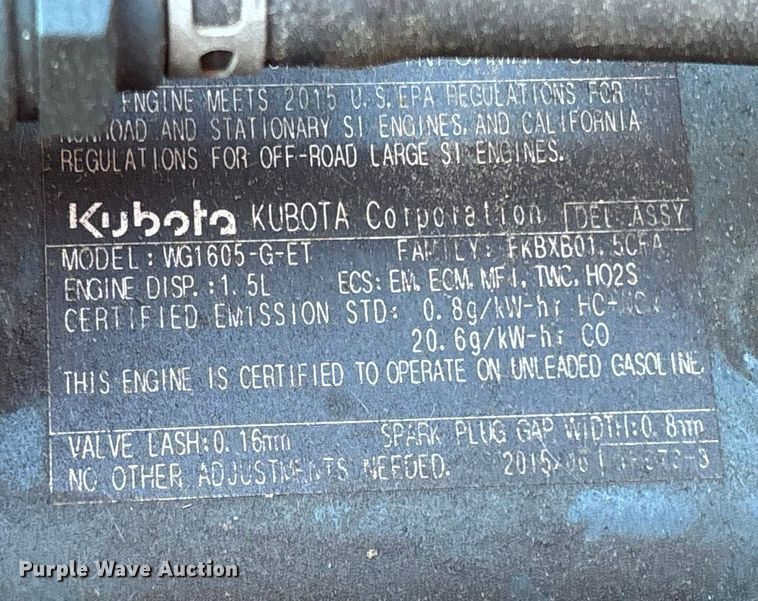 ENGINE MEETS 2015 U.S. EPA REGULATIONS FOR
AND STATIONARY SI ENGINES, AND CALIFORNIA
REGULATIONS FOR OFF-ROAD LARGE SI ENGINES.
Kubota KUBOTA Corporation
MODEL: WG1605-G-ET FAMILY:
ENGINE DISP.:1.5L ECS: EM, ECM, MFI, TWC, HO2S
CERTIFIED EMISSION STD: 0.8g/kW-hr
20.6g/kW-hr CO
THIS ENGINE IS CERTIFIED TO OPERATE ON UNLEADED GASOLINE.
VALVE LASH:0.16mm SPARK PLUG GAP WIDTH:0.8mm
NO OTHER ADJUSTMENTS NEEDED.
Purple Wave Auction